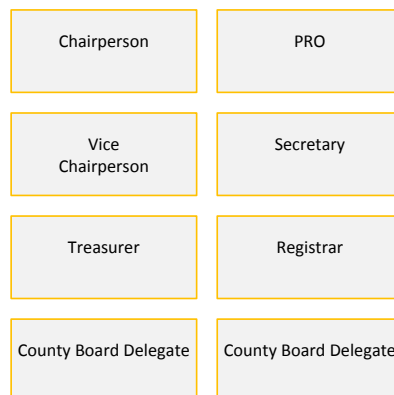 Chairperson
PRO
Vice
Chairperson
Secretary
Treasurer
Registrar
County Board Delegate
County Board Delegate